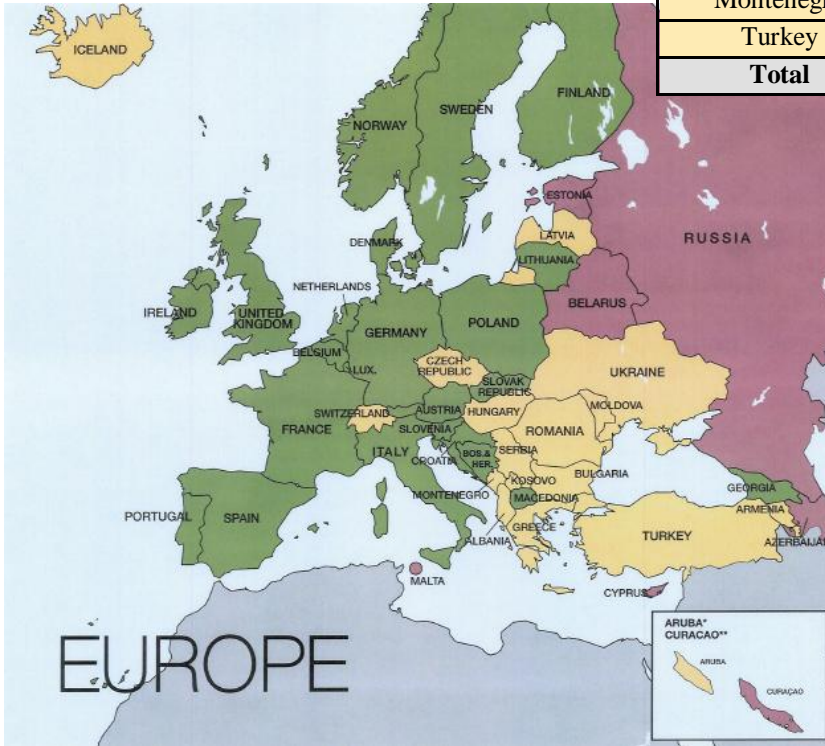 Montenegr
Turkey
Total
ICELAND
FINLAND
SWEDEN
NORWAY
ESTONIA
RUSSIA
LATVIA
DENMARK
LITHUANIA
NETHERLANDS
BELARUS
IRELAND
UNITED
KINGDOM
POLAND
GERMANY
BELGIUM
LUX.
CZECH
REPUBLIC
UKRAINE
SLOVAK
REPUBLIC
MOLDOVA
SWITZERLAND
AUSTRIA
HUNGARY
FRANCE
SLOVENIA
ROMANIA
ITALY
CROATIA
BOS.&
HER.
SERBIA
BULGARIA
KOSOVO
GEORGIA
MONTENEGRO
MACEDONIA
ARMENIA
PORTUGAL
SPAIN
GREECE
TURKEY
ALBANIA
AZERBAIJAN
MALTA
CYPRUS
ARUBA*
CURACAO**
ARUBA
CURAÇAO
EUROPE